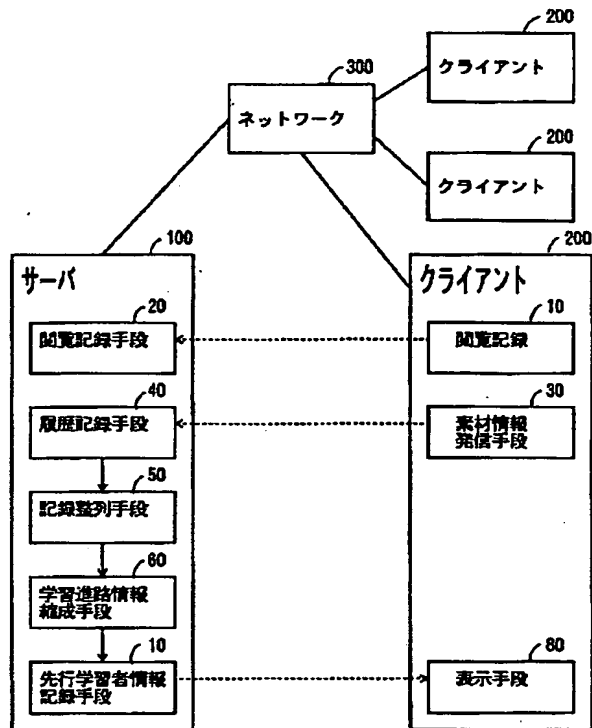 200
クライアント
300
ネットワーク
200
クライアント
100
サーバ
20
閲覧記録手段
40
履歴記録手段
50
記録整列手段
60
学習進路情報
編成手段
10
先行学習者情報
記録手段
200
クライアント
10
閲覧記録
30
素材情報
発信手段
80
表示手段